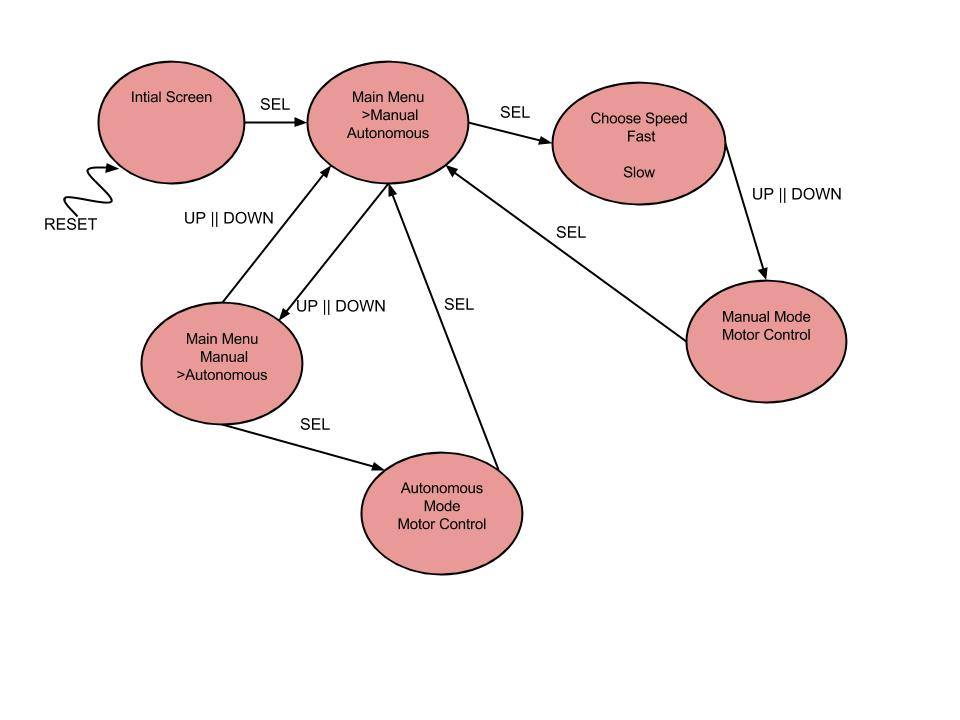 Intial Screen
SEL
Main Menu
>Manual
Autonomous
SEL
Choose Speed
Fast
Slow
UP || DOWN
RESET
UP || DOWN
SEL
UP || DOWN
SEL
Manual Mode
Motor Control
Main Menu
Manual
>Autonomous
SEL
Autonomous
Mode
Motor Control